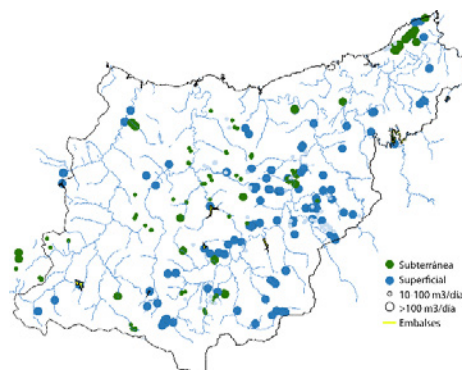 Subterránea
Superficial
10-100 m3/día
>100 m3/día
Embalses